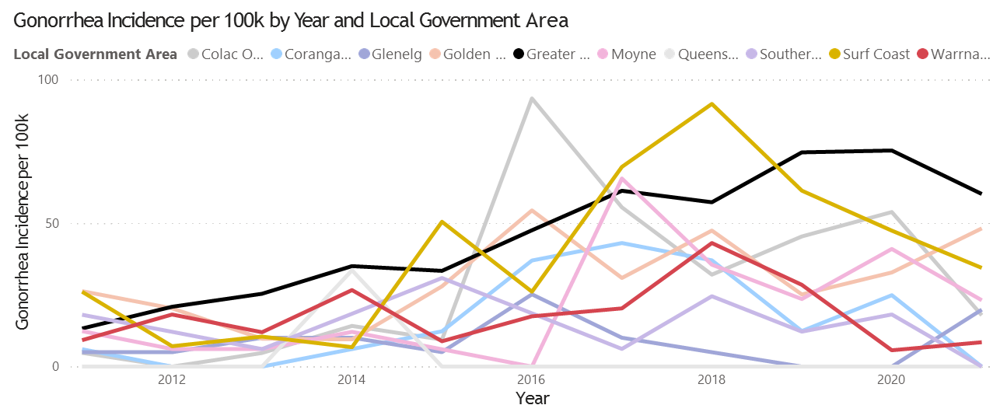 Gonorrhea Incidence per 100k by Year and Local Government Area
Local Government Area Colac O... Coranga... Glenelg Golden ... Greater ... Moyne Queens... Souther... Surf Coast Warrna...
100
50
0
Gonorrhea Incidence per 100k
2012 2014 2016 2018 2020
Year